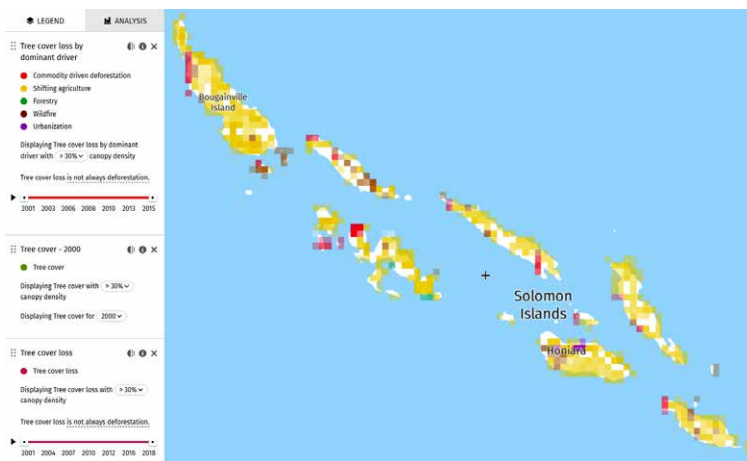 LEGEND
ANALYSIS
Tree cover loss by
dominant driver
Commodity driven deforestation
Shifting agriculture
Forestry
Wildfire
Urbanization
Displaying Tree cover loss by dominant
driver with > 30% canopy density
Tree cover loss is not always deforestation.
2001 2003 2006 2008 2010 2013 2015
Tree cover - 2000
Tree cover
Displaying Tree cover with > 30%
canopy density
Displaying Tree cover for 2000
Tree cover loss
Tree cover loss
Displaying Tree cover loss with > 30%
canopy density
Tree cover loss is not always deforestation.
2001 2004 2007 2010 2012 2016 2018
Bougainville
Island
Solomon
Islands
Honiara